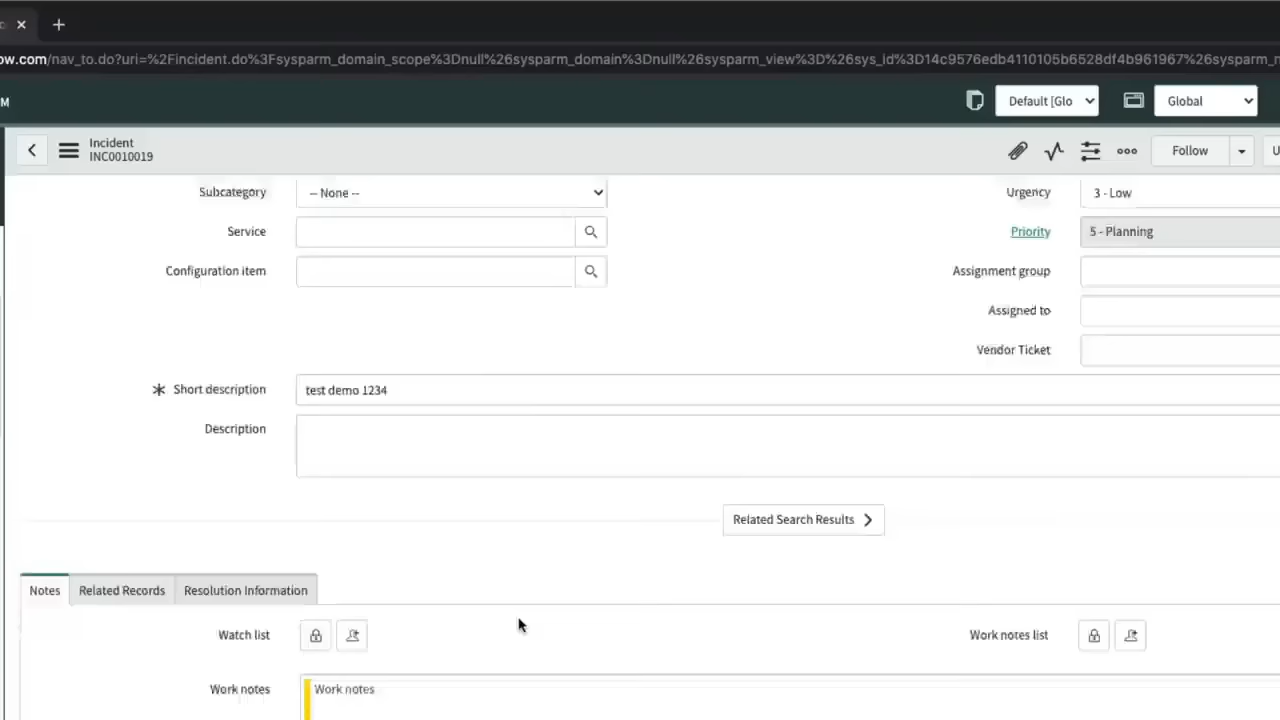 ow.com/nav_to.do?uri=%2Fincident.do%3Fsysparm_domain_scope%3Dnull%26sysparm_domain%3Dnull%26sysparm_view%3D%26sys_id%3D14c9576edb4110105b6528df4b961967%26sysparm_r
M
Default [Glo
Global
Incident
INC0010019
Follow
U
Subcategory
-- None --
Urgency
3 - Low
Service
Priority
5 - Planning
Configuration item
Assignment group
Assigned to
Vendor Ticket
Short description
test demo 1234
Description
Related Search Results
Notes
Related Records
Resolution Information
Watch list
Work notes list
Work notes
Work notes